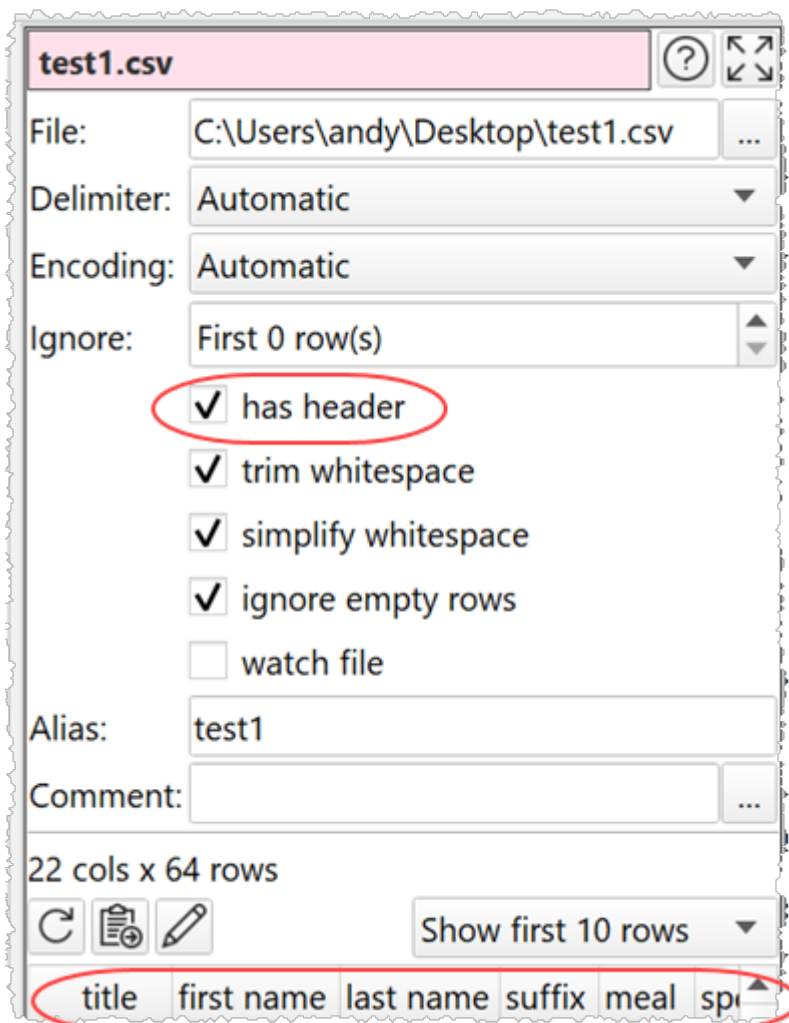 test1.csv
File: C:\Users\andy\Desktop\test1.csv ...
Delimiter: Automatic
Encoding: Automatic
Ignore: First 0 row(s)
has header
trim whitespace
simplify whitespace
ignore empty rows
watch file
Alias: test1
Comment: ...
22 cols x 64 rows
Show first 10 rows
title first name last name suffix meal